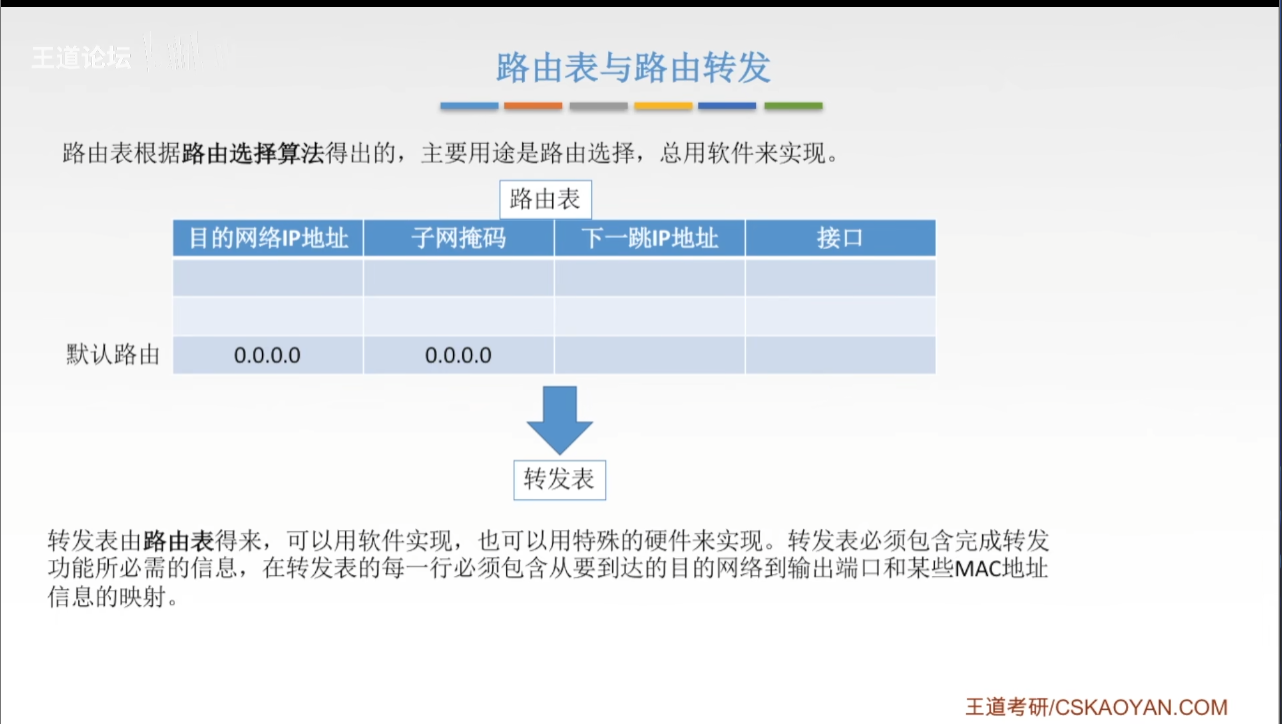 王道论坛
路由表与路由转发
路由表根据路由选择算法得出的，主要用途是路由选择，总用软件来实现。
路由表
目的网络IP地址 子网掩码 下一跳IP地址 接口
默认路由 0.0.0.0 0.0.0.0
转发表
转发表由路由表得来，可以用软件实现，也可以用特殊的硬件来实现。转发表必须包含完成转发
功能所必需的信息，在转发表的每一行必须包含从要到达的目的网络到输出端口和某些MAC地址
信息的映射。
王道考研/CSKAOYAN.COM